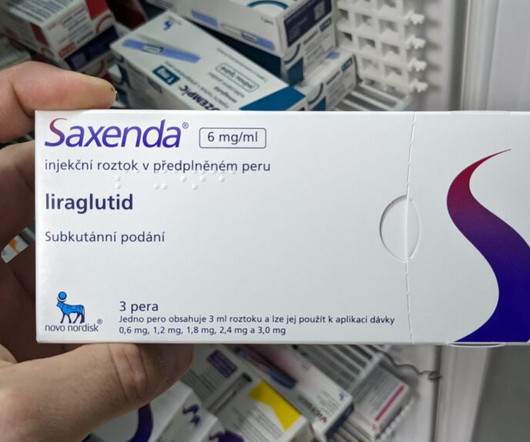 OZEMPIC
Saxenda® 6 mg/ml
injekční roztok v předplněném peru
liraglutid
Subkutánní podání
novo nordisk®
3 pera
Jedno pero obsahuje 3 ml roztoku a lze jej použít k aplikaci dávky
0,6 mg, 1,2 mg, 1,8 mg, 2,4 mg a 3,0 mg